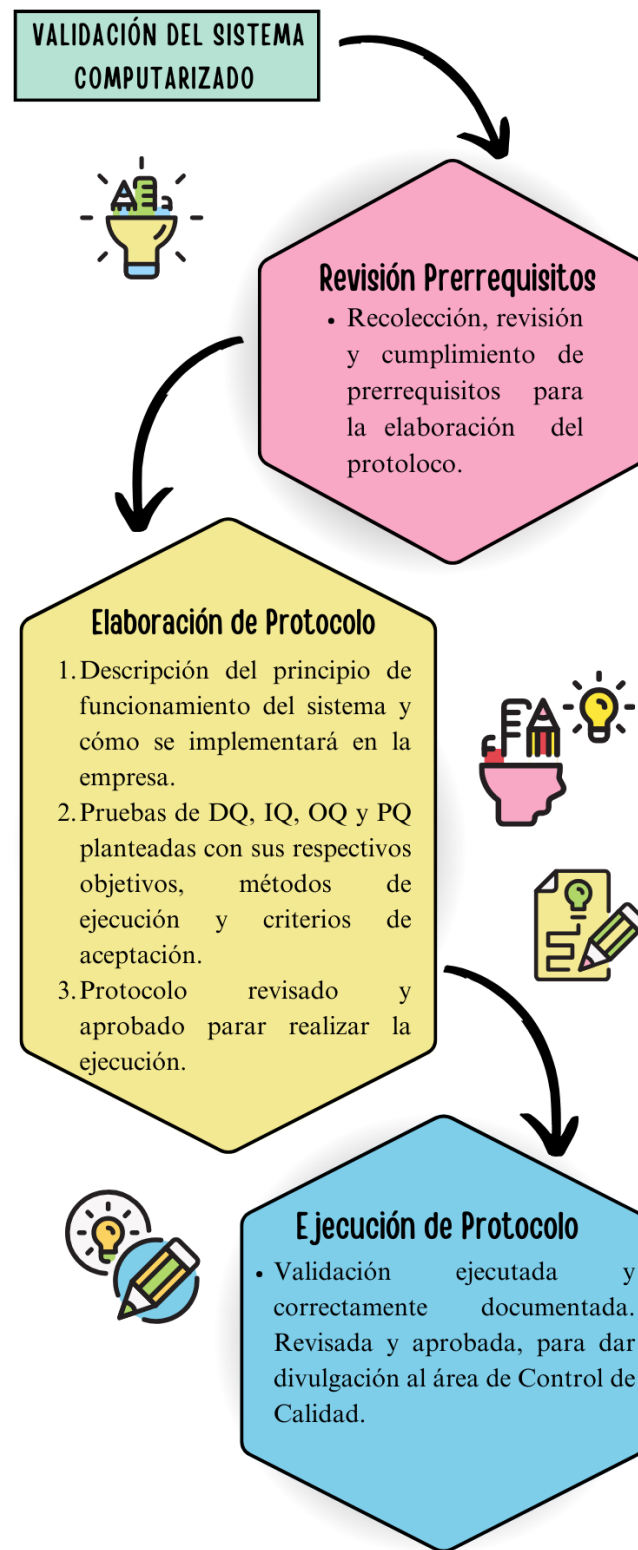 VALIDACIÓN DEL SISTEMA
COMPUTARIZADO
Revisión Prerrequisitos
• Recolección, revisión
y cumplimiento de
prerrequisitos para
la elaboración del
protoloco.
Elaboración de Protocolo
1. Descripción del principio de
funcionamiento del sistema y
cómo se implementará en la
empresa.
2. Pruebas de DQ, IQ, OQ y PQ
planteadas con sus respectivos
objetivos, métodos de
ejecución y criterios de
aceptación.
3. Protocolo revisado y
aprobado parar realizar la
ejecución.
Ejecución de Protocolo
• Validación ejecutada y
correctamente documentada.
Revisada y aprobada, para dar
divulgación al área de Control de
Calidad.